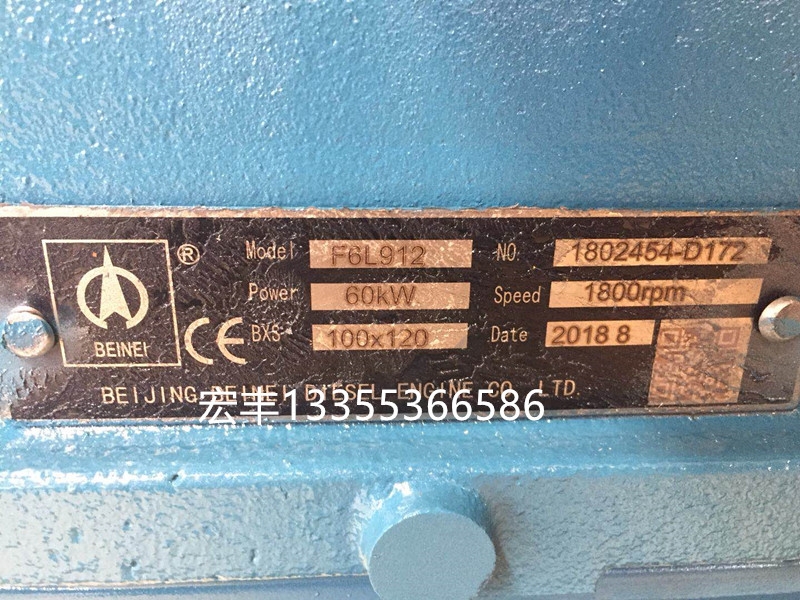 Model F6L912 NO. 1802454-D172
Power 60kW Speed 1800rpm
BXS 100x120 Date 2018 8
®
BEINEI
CE
BEIJING BEINEI DIESEL ENGINE CO. LTD.
宏丰13355366586